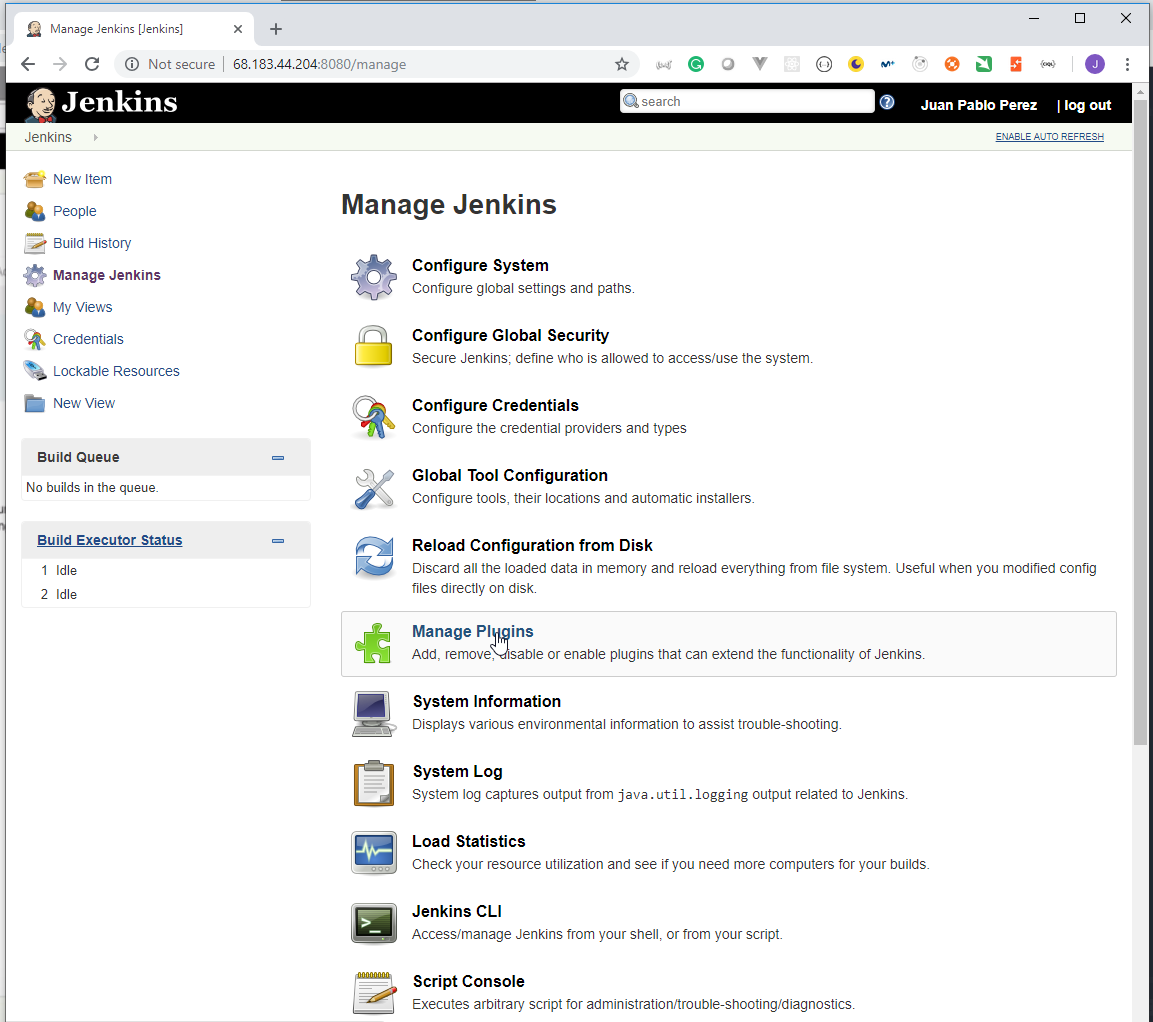 Manage Jenkins [Jenkins]
Not secure | 68.183.44.204:8080/manage
J
Jenkins
search
Juan Pablo Perez
| log out
Jenkins
ENABLE AUTO REFRESH
New Item
People
Build History
Manage Jenkins
My Views
Credentials
Lockable Resources
New View
Build Queue
No builds in the queue.
Build Executor Status
1 Idle
2 Idle
Manage Jenkins
Configure System
Configure global settings and paths.
Configure Global Security
Secure Jenkins; define who is allowed to access/use the system.
Configure Credentials
Configure the credential providers and types
Global Tool Configuration
Configure tools, their locations and automatic installers.
Reload Configuration from Disk
Discard all the loaded data in memory and reload everything from file system. Useful when you modified config
files directly on disk.
Manage Plugins
Add, remove, disable or enable plugins that can extend the functionality of Jenkins.
System Information
Displays various environmental information to assist trouble-shooting.
System Log
System log captures output from java.util.logging output related to Jenkins.
Load Statistics
Check your resource utilization and see if you need more computers for your builds.
Jenkins CLI
Access/manage Jenkins from your shell, or from your script.
Script Console
Executes arbitrary script for administration/trouble-shooting/diagnostics.